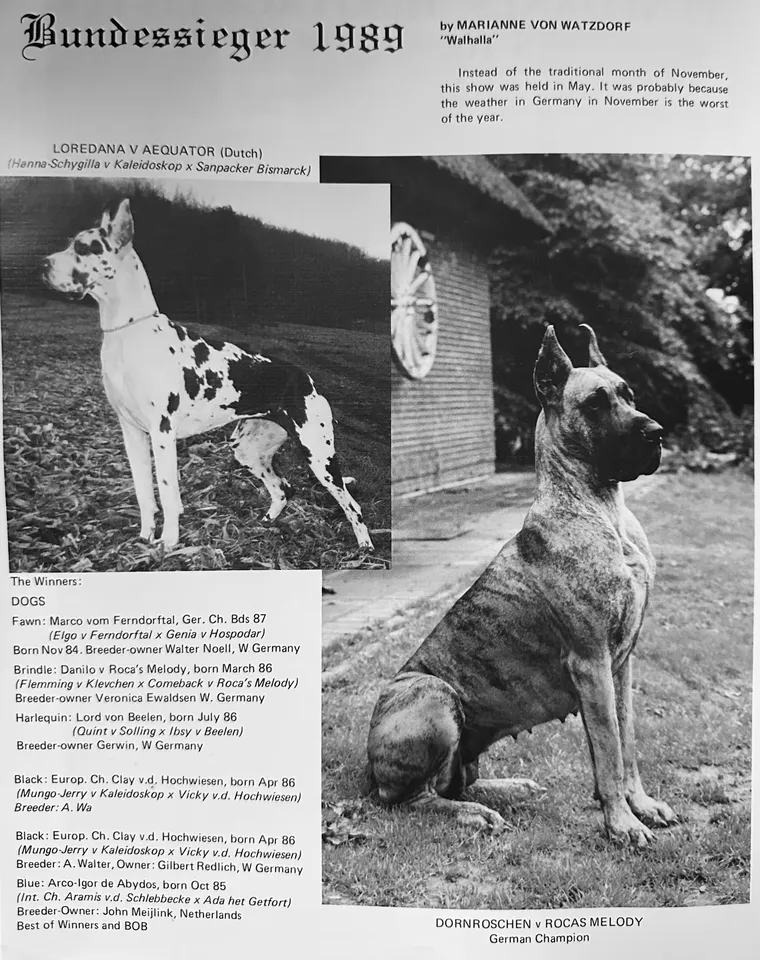 Bundessieger 1989
by MARIANNE VON WATZDORF
"Walhalla"
Instead of the traditional month of November,
this show was held in May. It was probably because
the weather in Germany in November is the worst
of the year.
LOREDANA V AEQUATOR (Dutch)
(Hanna-Schygilla v Kaleidoskop x Sanpacker Bismarck)
The Winners:
DOGS
Fawn: Marco vom Ferndorftal, Ger. Ch. Bds 87
(Elgo v Ferndorftal x Genia v Hospodar)
Born Nov 84. Breeder-owner Walter Noell, W Germany
Brindle: Danilo v Roca's Melody, born March 86
(Flemming v Klevchen x Comeback v Roca's Melody)
Breeder-owner Veronica Ewaldsen W. Germany
Harlequin: Lord von Beelen, born July 86
(Quint v Solling x Ibsy v Beelen)
Breeder-owner Gerwin, W Germany
Black: Europ. Ch. Clay v.d. Hochwiesen, born Apr 86
(Mungo-Jerry v Kaleidoskop x Vicky v.d. Hochwiesen)
Breeder: A. Wa
Black: Europ. Ch. Clay v.d. Hochwiesen, born Apr 86
(Mungo-Jerry v Kaleidoskop x Vicky v.d. Hochwiesen)
Breeder: A. Walter, Owner: Gilbert Redlich, W Germany
Blue: Arco-Igor de Abydos, born Oct 85
(Int. Ch. Aramis v.d. Schlebbecke x Ada het Getfort)
Breeder-Owner: John Meijlink, Netherlands
Best of Winners and BOB
DORNROSCHEN v ROCAS MELODY
German Champion